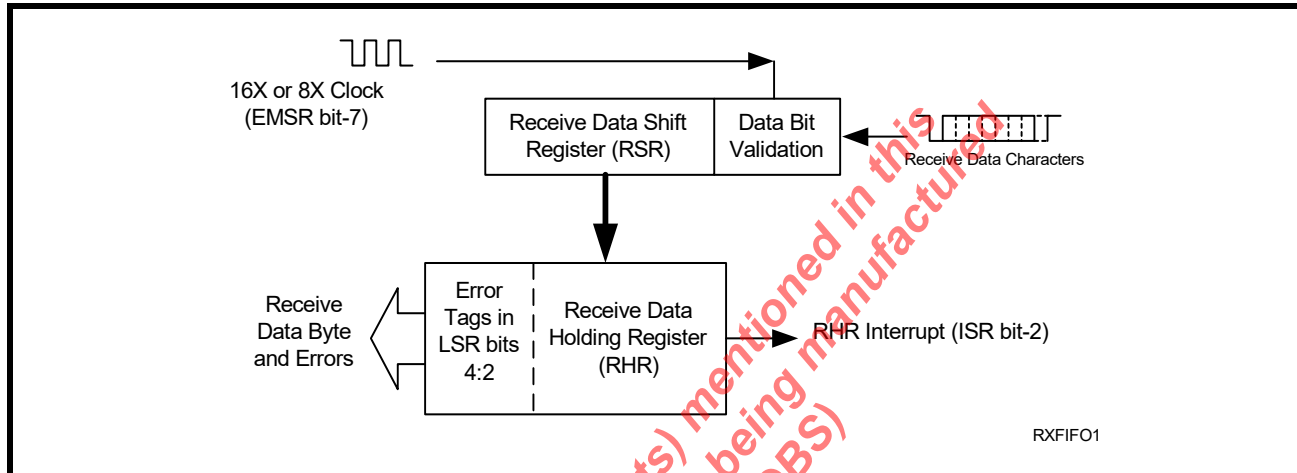 16X or 8X Clock
(EMSR bit-7)
Receive Data Shift
Register (RSR)
Data Bit
Validation
Receive Data Characters
Receive
Data Byte
and Errors
Error
Tags in
LSR bits
4:2
Receive Data
Holding Register
(RHR)
RHR Interrupt (ISR bit-2)
RXFIFO1
mentioned in this
being manufactured